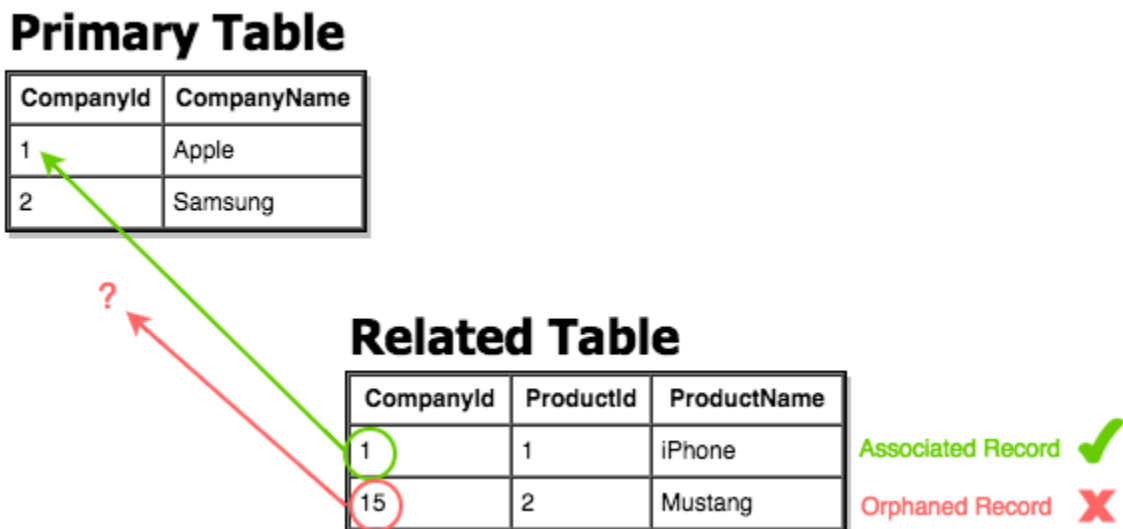 Primary Table
CompanyId CompanyName
1 Apple
2 Samsung
?
Related Table
CompanyId ProductId ProductName
1 1 iPhone Associated Record
15 2 Mustang Orphaned Record